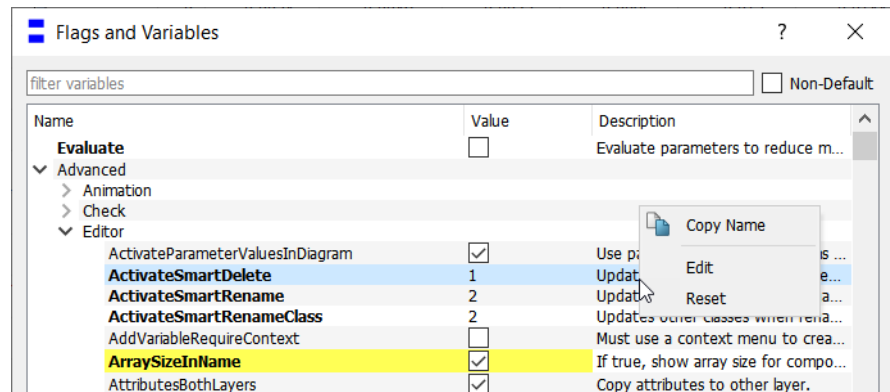 Flags and Variables ? ×
filter variables Non-Default
Name Value Description
Evaluate Evaluate parameters to reduce m...
Advanced
Animation
Check
Editor
Copy Name
Edit
Reset
ActivateParameterValuesInDiagram Use ...
ActivateSmartDelete 1 e...
ActivateSmartRename 2 a...
ActivateSmartRenameClass 2 Updates other classes when rena...
AddVariableRequireContext Must use a context menu to crea...
ArraySizeInName If true, show array size for compo...
AttributesBothLayers Copy attributes to other layer.